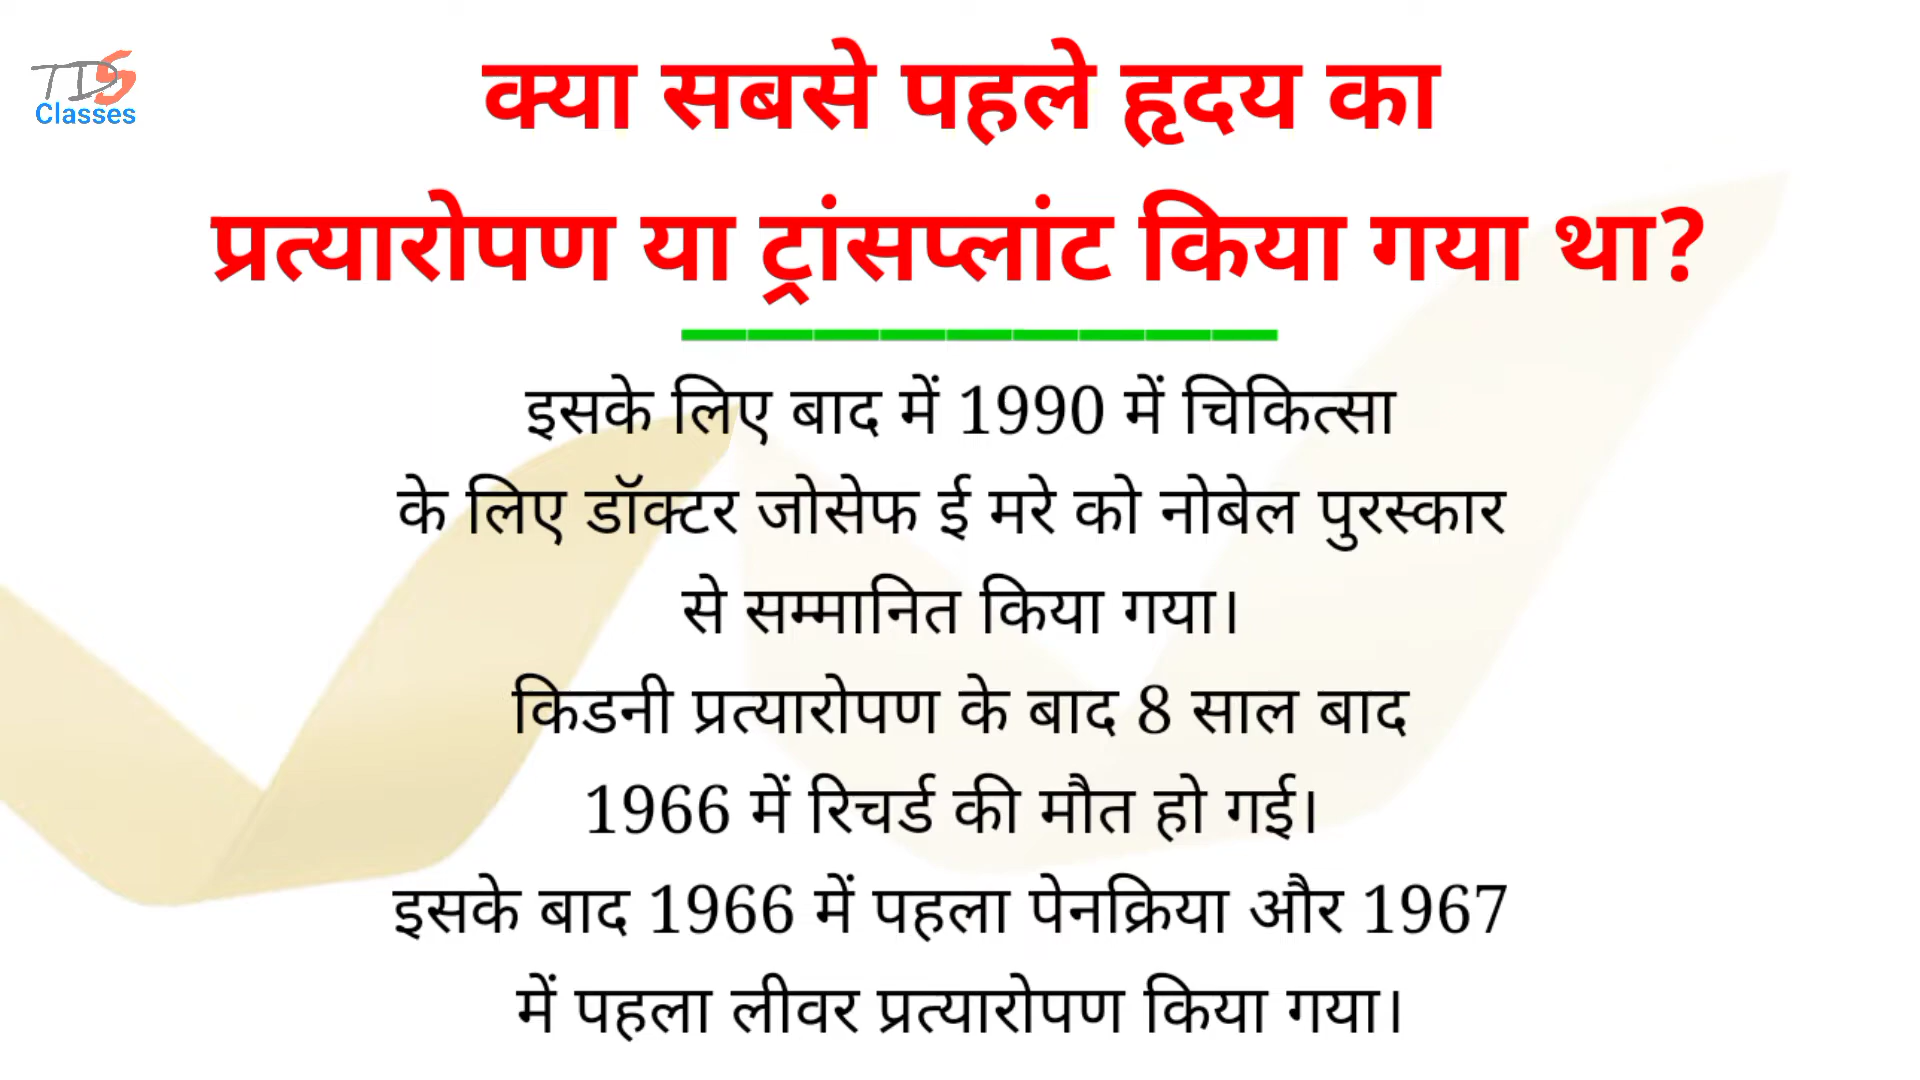 TDS
Classes
क्या सबसे पहले हृदय का
प्रत्यारोपण या ट्रांसप्लांट किया गया था?
इसके लिए बाद में 1990 में चिकित्सा
के लिए डॉक्टर जोसेफ ई मरे को नोबेल पुरस्कार
से सम्मानित किया गया।
किडनी प्रत्यारोपण के बाद 8 साल बाद
1966 में रिचर्ड की मौत हो गई।
इसके बाद 1966 में पहला पेनक्रिया और 1967
में पहला लीवर प्रत्यारोपण किया गया।